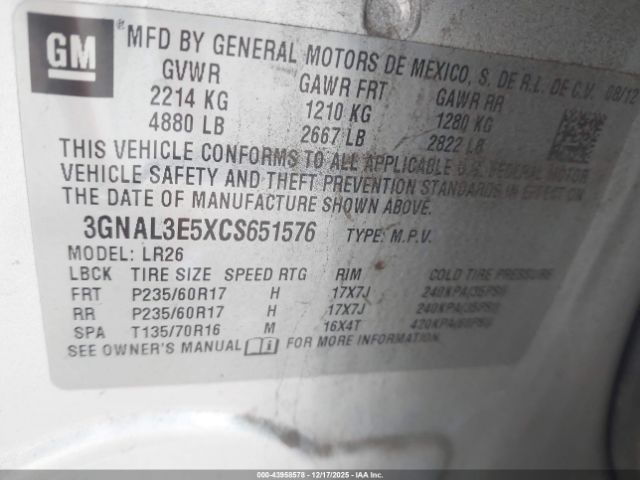 GM
® MFD BY GENERAL MOTORS DE MEXICO, S. DE R.L. DE C.V. 08/12
GVWR GAWR FRT GAWR RR
2214 KG 1210 KG 1280 KG
4880 LB 2667 LB 2822 LB
THIS VEHICLE CONFORMS TO ALL APPLICABLE U.S. FEDERAL MOTOR
VEHICLE SAFETY AND THEFT PREVENTION STANDARDS IN EFFECT ON
THE DATE OF MANUFACTURE SHOWN ABOVE.
3GNAL3E5XCS651576 TYPE: M.P.V.
MODEL: LR26
LBCK TIRE SIZE SPEED RTG RIM COLD TIRE PRESSURE
FRT P235/60R17 H 17X7J 240KPA(35PSI)
RR P235/60R17 H 17X7J 240KPA(35PSI)
SPA T135/70R16 M 16X4T 420KPA(60PSI)
SEE OWNER'S MANUAL FOR MORE INFORMATION.
000-43958578 - 12/17/2025 - IAAI, INC.